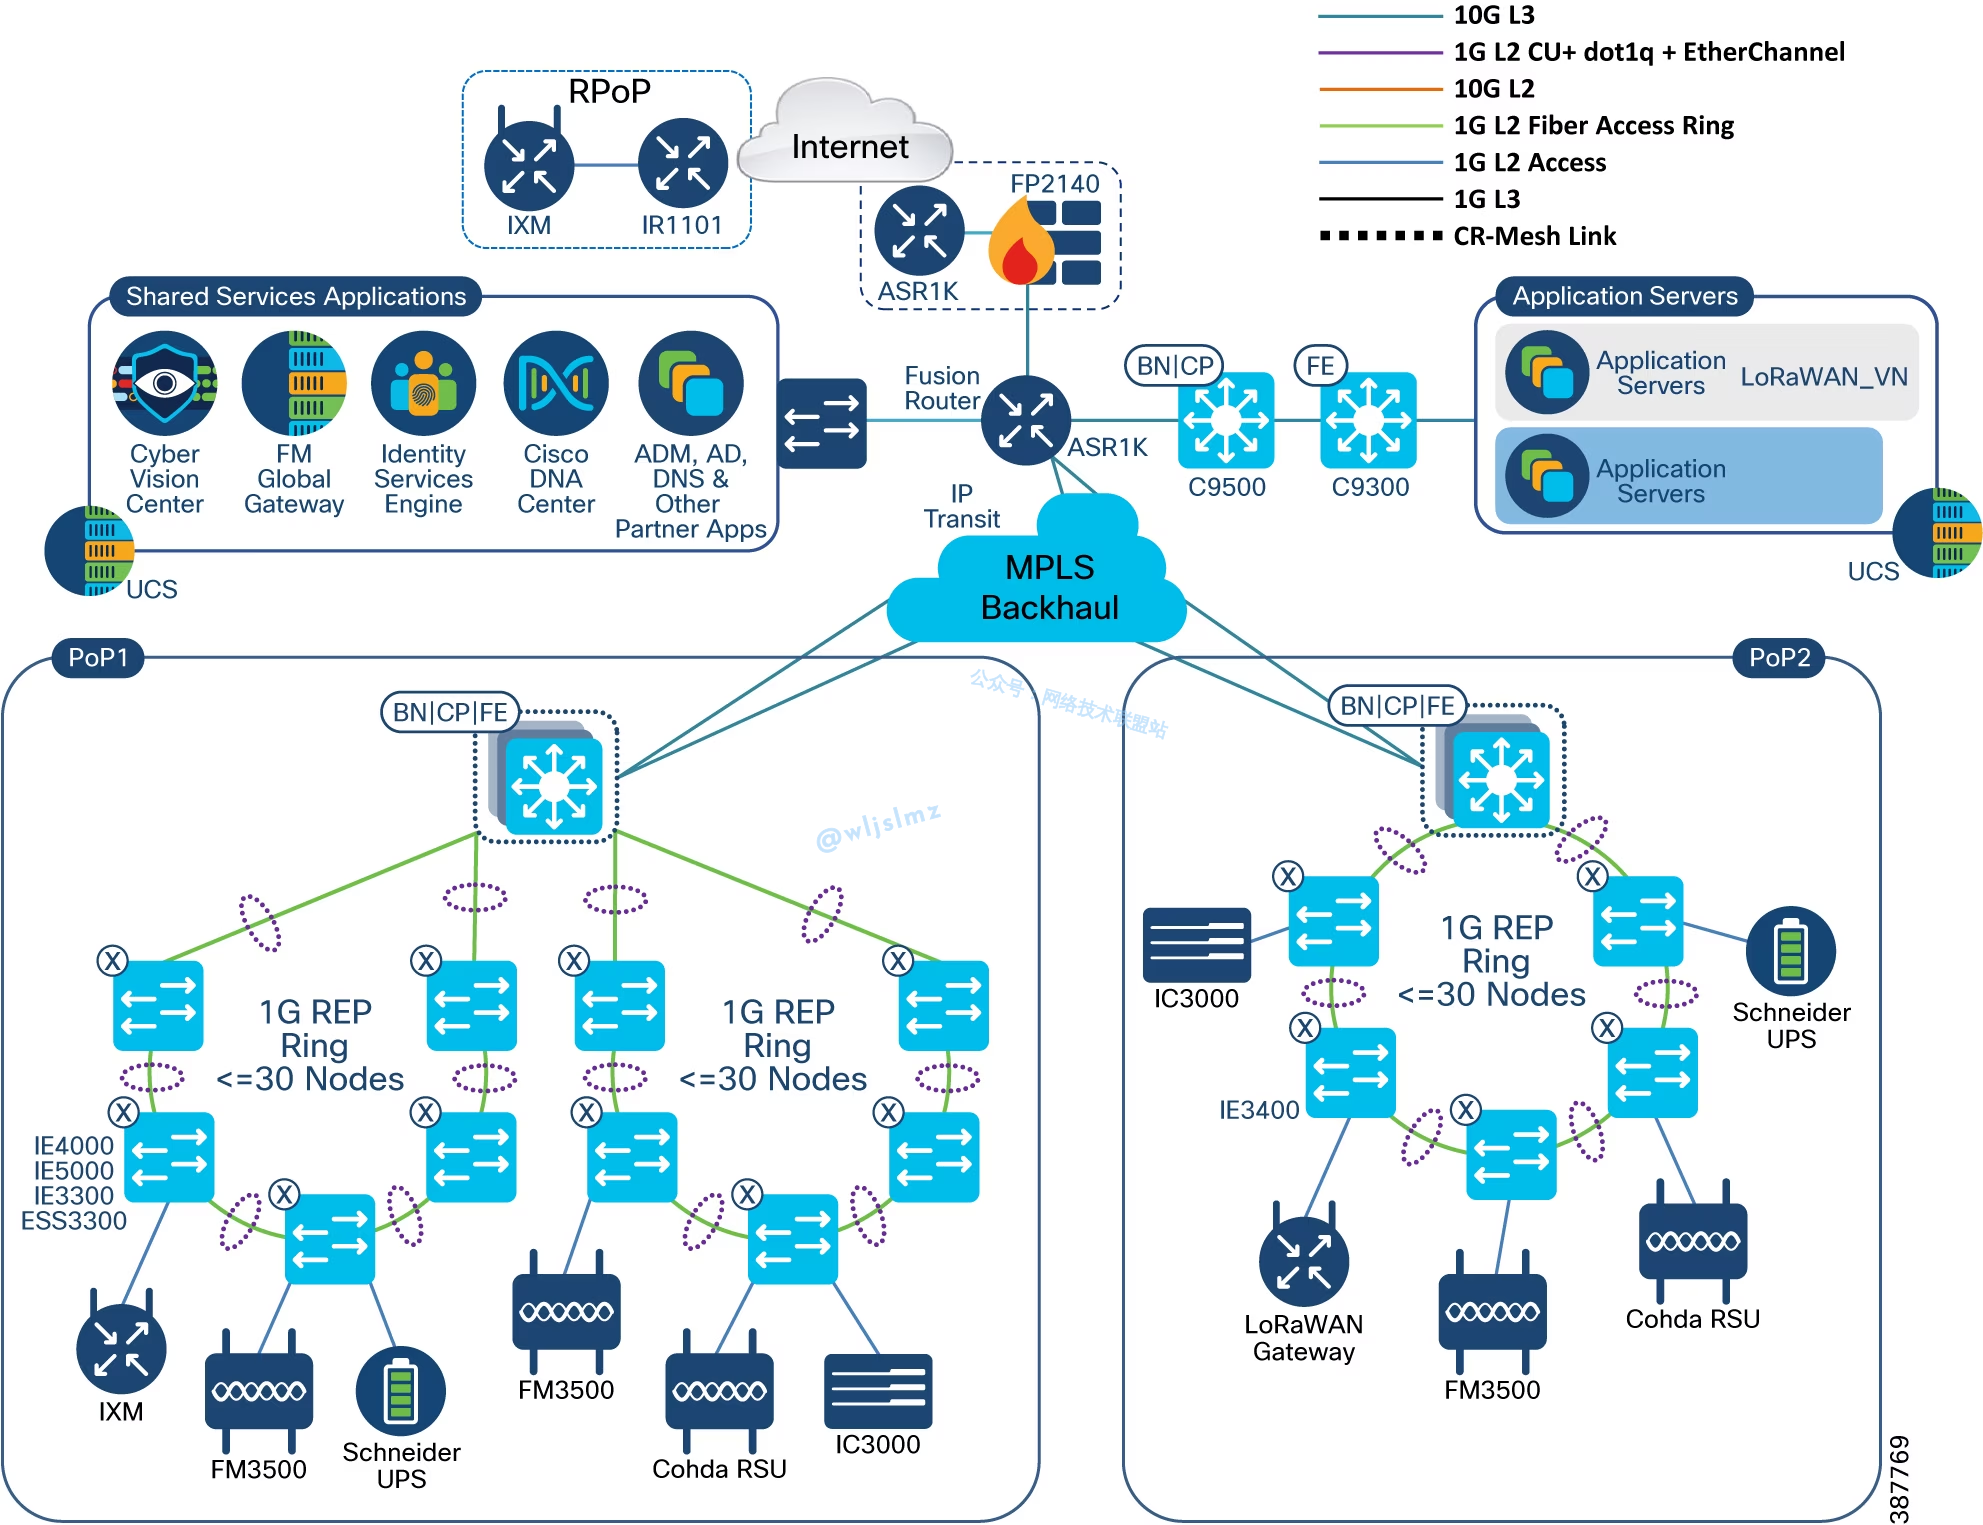 10G L3
1G L2 CU+ dot1q + EtherChannel
10G L2
1G L2 Fiber Access Ring
1G L2 Access
1G L3
CR-Mesh Link
RPoP
IXM
IR1101
Internet
FP2140
ASR1K
Shared Services Applications
Cyber
Vision
Center
FM
Global
Gateway
Identity
Services
Engine
Cisco
DNA
Center
ADM, AD,
DNS &
Other
Partner Apps
UCS
Fusion
Router
ASR1K
BN|CP
C9500
FE
C9300
Application Servers
Application
Servers
LoRaWAN_VN
Application
Servers
UCS
IP
Transit
MPLS
Backhaul
PoP1
BN|CP|FE
X
X
X
X
1G REP
Ring
<=30 Nodes
1G REP
Ring
<=30 Nodes
X
X
X
X
IE4000
IE5000
IE3300
ESS3300
X
X
IXM
FM3500
Schneider
UPS
FM3500
Cohda RSU
IC3000
公众号：网络技术联盟站
@wljslmz
PoP2
BN|CP|FE
X
X
1G REP
Ring
<=30 Nodes
IC3000
Schneider
UPS
X
X
IE3400
X
LoRaWAN
Gateway
FM3500
Cohda RSU
387769